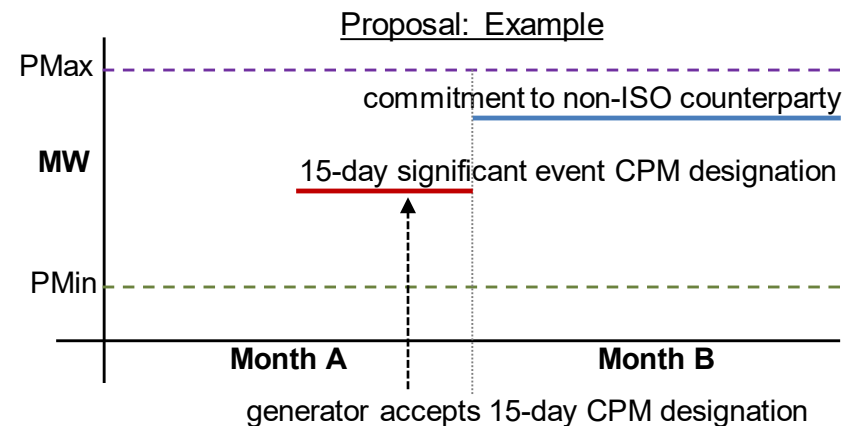 Proposal: Example
PMax
commitment to non-ISO counterparty
MW
15-day significant event CPM designation
PMin
Month A
Month B
generator accepts 15-day CPM designation